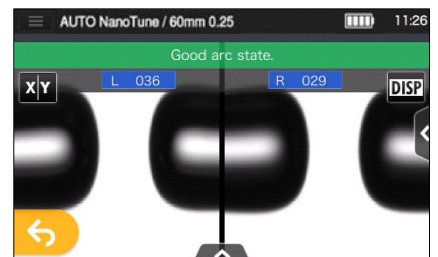 AUTO NanoTune / 60mm 0.25 11:26
Good arc state.
L 036 R 029
X|Y DISP